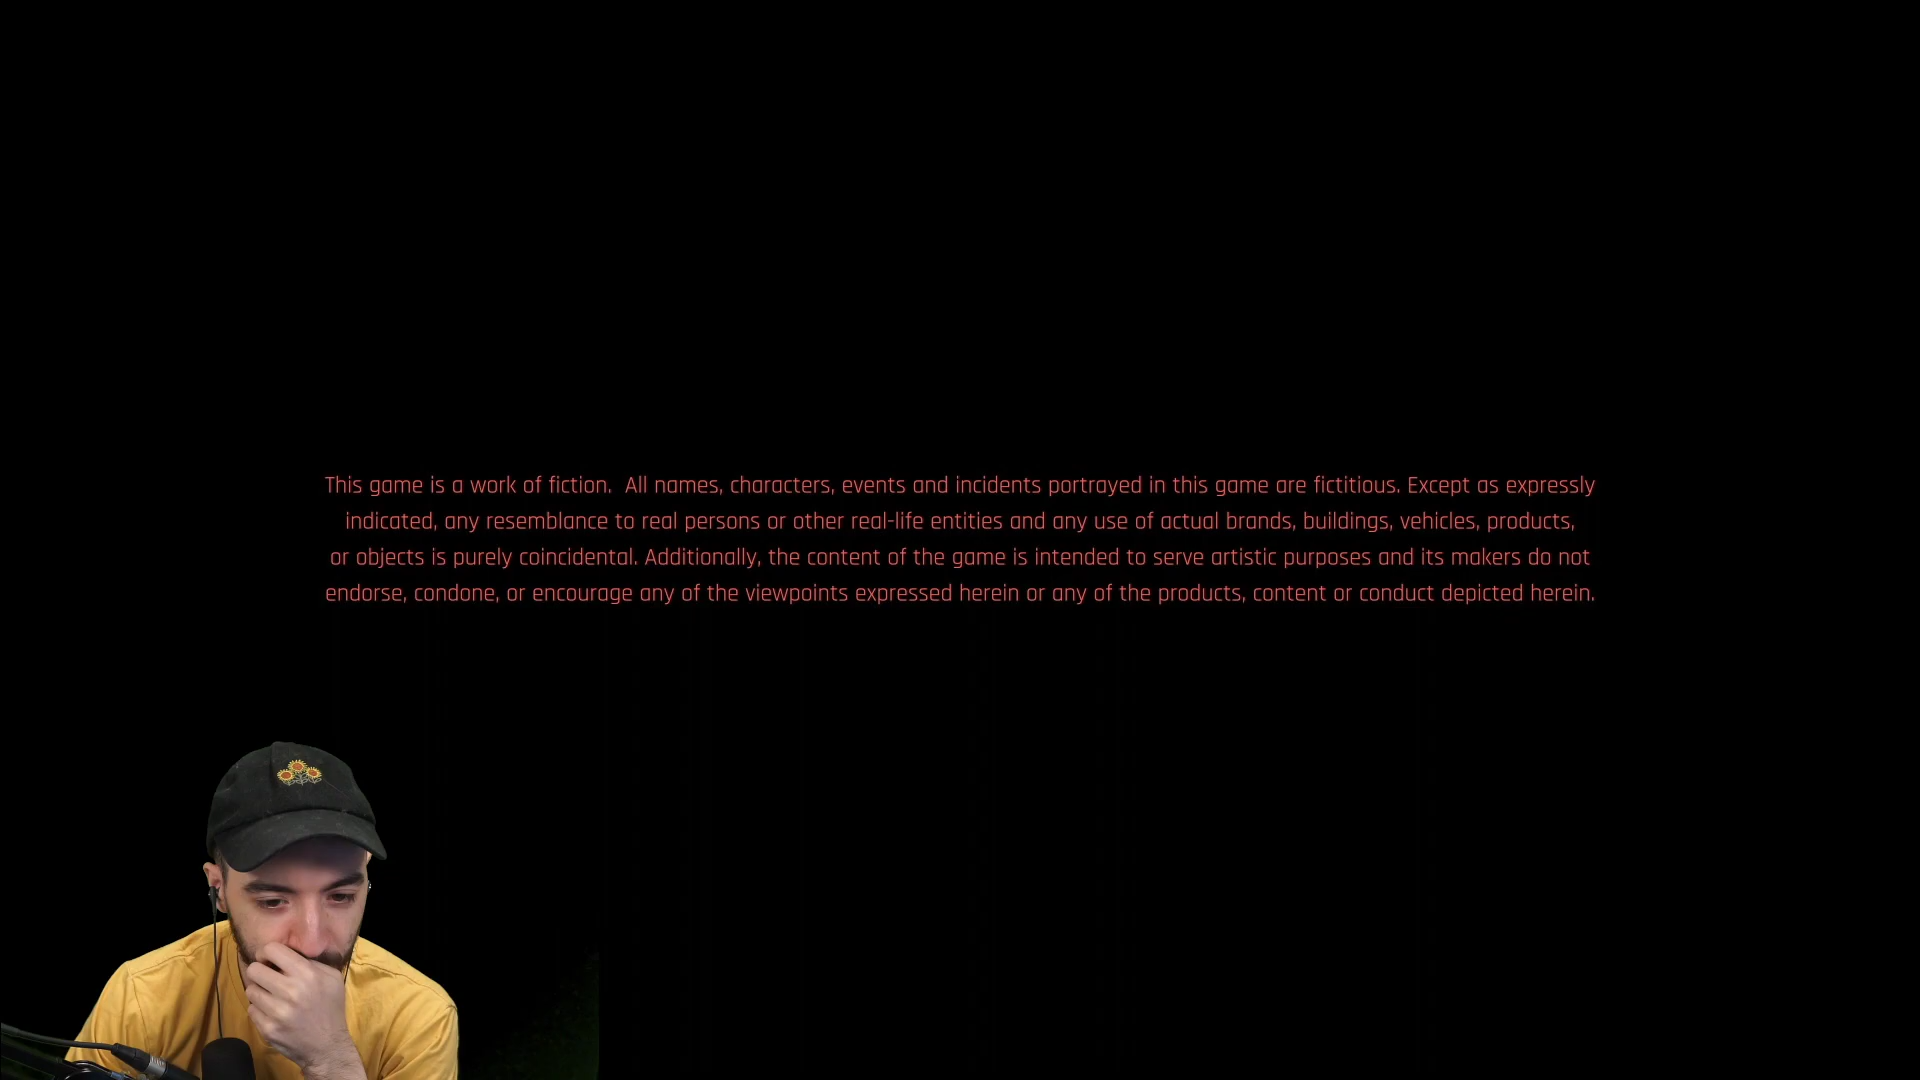 This game is a work of fiction.  All names, characters, events and incidents portrayed in this game are fictitious. Except as expressly
indicated, any resemblance to real persons or other real-life entities and any use of actual brands, buildings, vehicles, products,
or objects is purely coincidental. Additionally, the content of the game is intended to serve artistic purposes and its makers do not
endorse, condone, or encourage any of the viewpoints expressed herein or any of the products, content or conduct depicted herein.